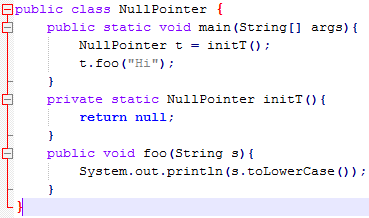 public class NullPointer {
    public static void main(String[] args){
        NullPointer t = initT();
        t.foo("Hi");
    }
    private static NullPointer initT(){
        return null;
    }
    public void foo(String s){
        System.out.println(s.toLowerCase());
    }
}